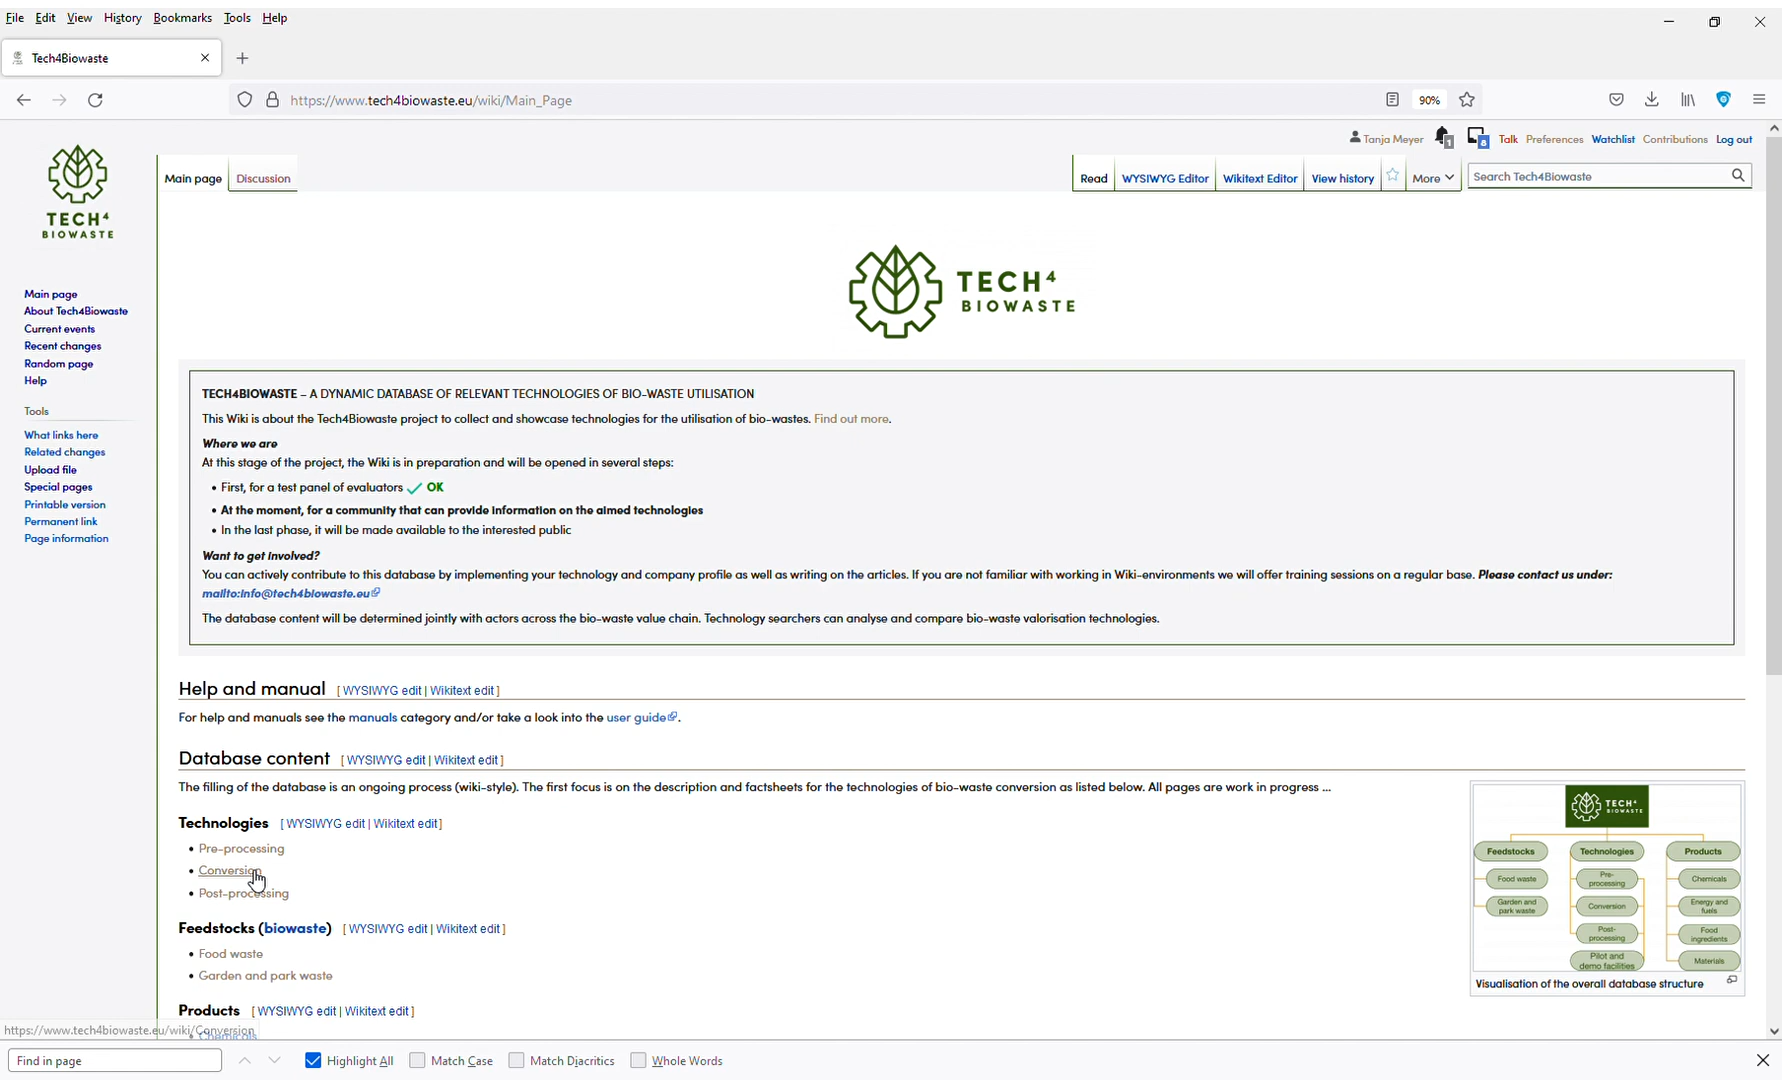 File Edit View History Bookmarks Tools Help
Tech4Biowaste
https://www.tech4biowaste.eu/wiki/Main_Page 90%
Tanja Meyer 1 8 Talk Preferences Watchlist Contributions Log out
Main page Discussion Read WYSIWYG Editor Wikitext Editor View history More Search Tech4Biowaste
TECH4
BIOWASTE
TECH4
BIOWASTE
Main page
About Tech4Biowaste
Current events
Recent changes
Random page
Help
Tools
What links here
Related changes
Upload file
Special pages
Printable version
Permanent link
Page information
TECH4BIOWASTE – A DYNAMIC DATABASE OF RELEVANT TECHNOLOGIES OF BIO-WASTE UTILISATION
This Wiki is about the Tech4Biowaste project to collect and showcase technologies for the utilisation of bio-wastes. Find out more.
Where we are
At this stage of the project, the Wiki is in preparation and will be opened in several steps:
• First, for a test panel of evaluators OK
• At the moment, for a community that can provide information on the aimed technologies
• In the last phase, it will be made available to the interested public
Want to get involved?
You can actively contribute to this database by implementing your technology and company profile as well as writing on the articles. If you are not familiar with working in Wiki-environments we will offer training sessions on a regular base. Please contact us under:
mailto:info@tech4biowaste.eu
The database content will be determined jointly with actors across the bio-waste value chain. Technology searchers can analyse and compare bio-waste valorisation technologies.
Help and manual [ WYSIWYG edit | Wikitext edit ]
For help and manuals see the manuals category and/or take a look into the user guide.
Database content [ WYSIWYG edit | Wikitext edit ]
The filling of the database is an ongoing process (wiki-style). The first focus is on the description and factsheets for the technologies of bio-waste conversion as listed below. All pages are work in progress ...
Technologies [ WYSIWYG edit | Wikitext edit ]
• Pre-processing
• Conversion
• Post-processing
Feedstocks (biowaste) [ WYSIWYG edit | Wikitext edit ]
• Food waste
• Garden and park waste
Products [ WYSIWYG edit | Wikitext edit ]
• Chemicals
TECH4
BIOWASTE
Feedstocks Technologies Products
Food waste Pre-processing Chemicals
Garden and park waste Conversion Energy and fuels
Post-processing Food ingredients
Pilot and demo facilities Materials
Visualisation of the overall database structure
https://www.tech4biowaste.eu/wiki/Conversion
Find in page Highlight All Match Case Match Diacritics Whole Words